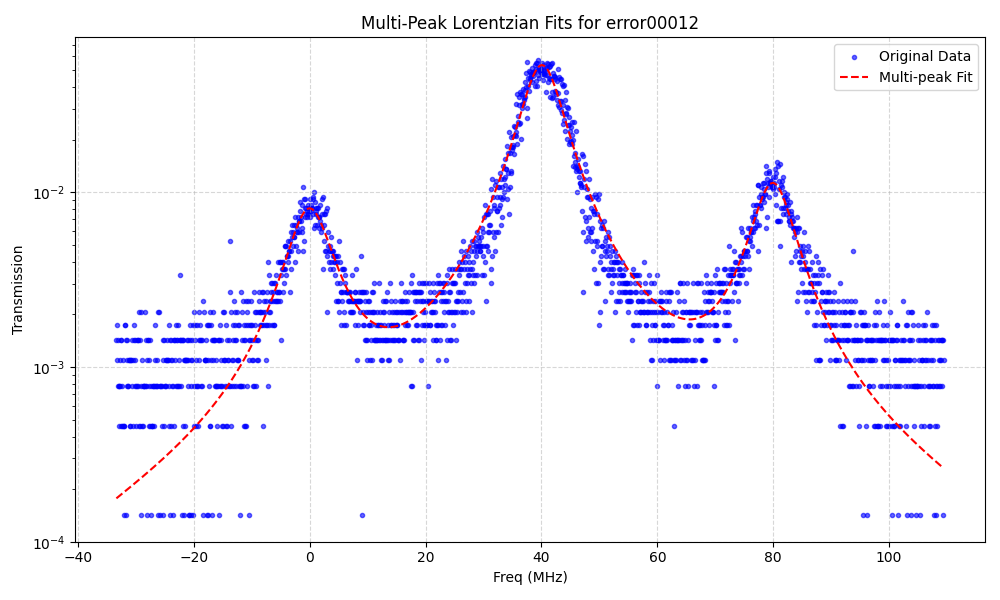 Multi-Peak Lorentzian Fits for error00012
Original Data
Multi-peak Fit
Transmission
10⁻²
10⁻³
10⁻⁴
−40 −20 0 20 40 60 80 100
Freq (MHz)